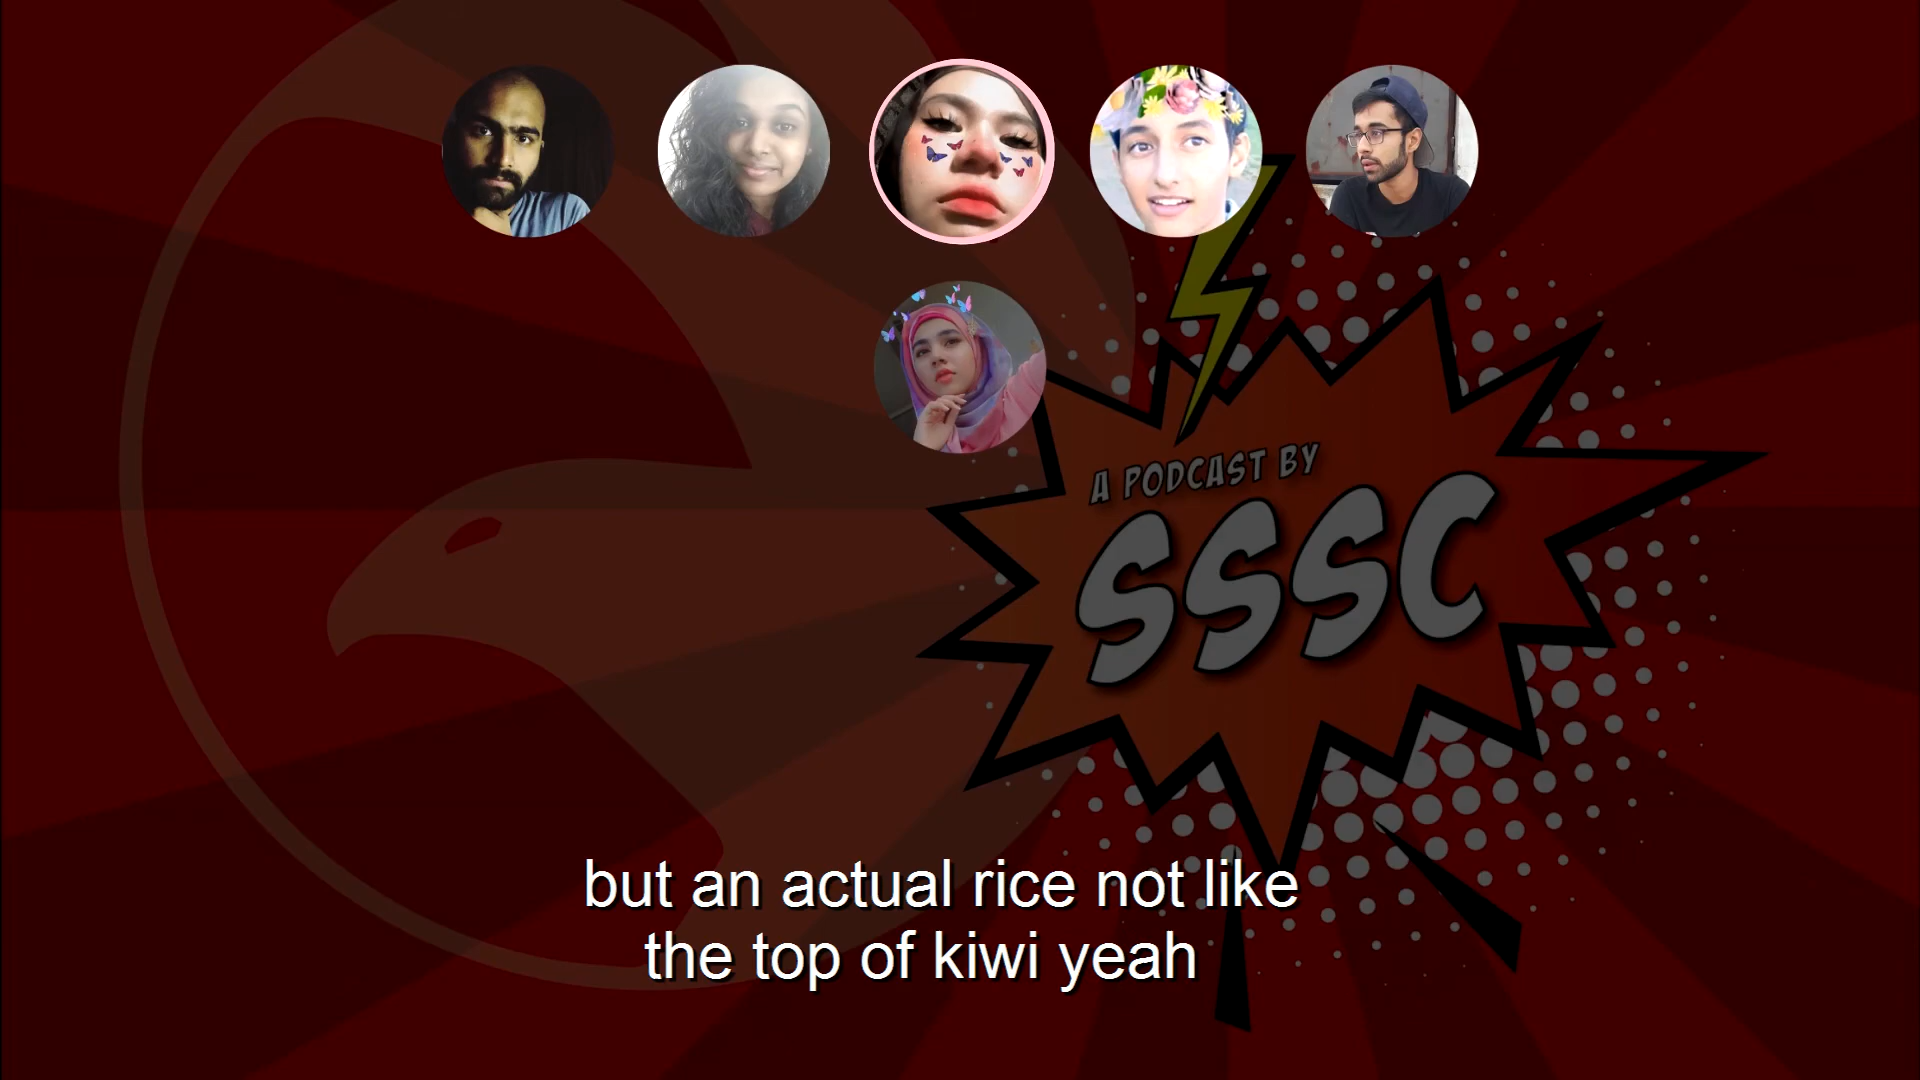 A PODCAST BY
SSSC
but an actual rice not like
the top of kiwi yeah